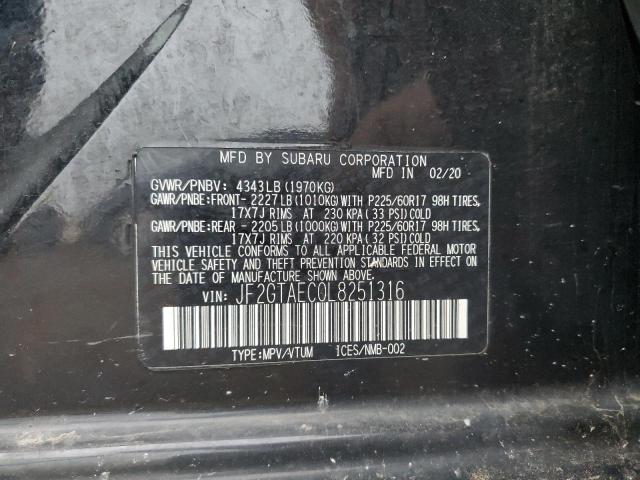 MFD BY SUBARU CORPORATION
MFD IN 02/20
GVWR/PNBV: 4343LB(1970KG)
GAWR/PNBE:FRONT- 2227LB(1010KG)WITH P225/60R17 98H TIRES,
17X7J RIMS AT 230 KPA(33 PSI)COLD
GAWR/PNBE:REAR - 2205LB(1000KG)WITH P225/60R17 98H TIRES,
17X7J RIMS AT 220 KPA(32 PSI)COLD
THIS VEHICLE CONFORMS TO ALL APPLICABLE FEDERAL MOTOR
VEHICLE SAFETY AND THEFT PREVENTION STANDARDS IN EFFECT ON
THE DATE OF MANUFACTURE SHOWN ABOVE.
VIN: JF2GTAEC0L8251316
TYPE:MPV/VTUM ICES/NMB-002